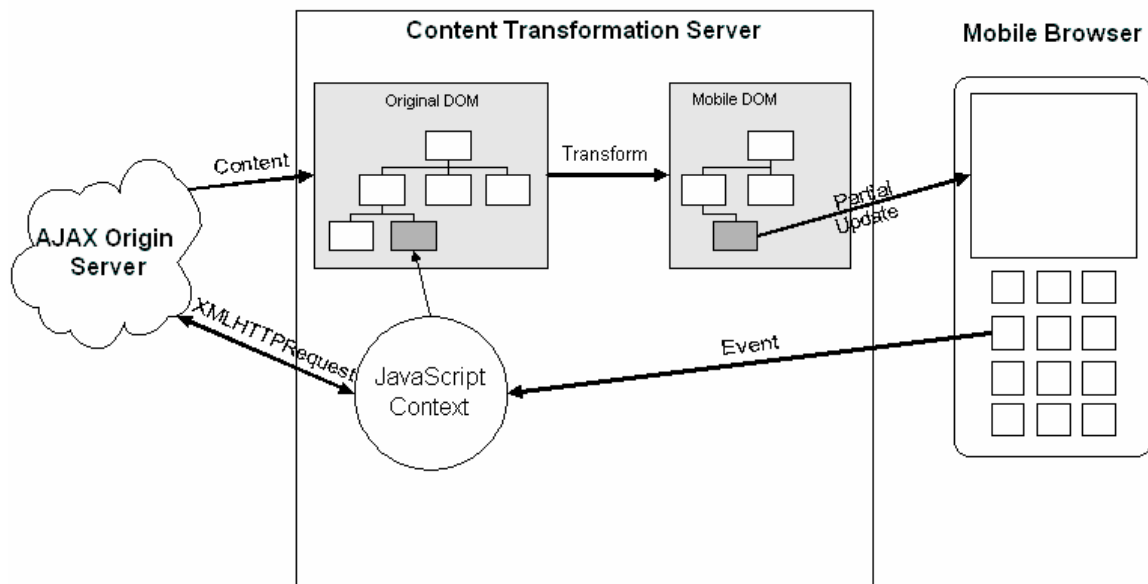 Content Transformation Server
Mobile Browser
Original DOM
Mobile DOM
Content
Transform
Partial
Update
AJAX Origin
Server
XMLHTTPRequest
JavaScript
Context
Event